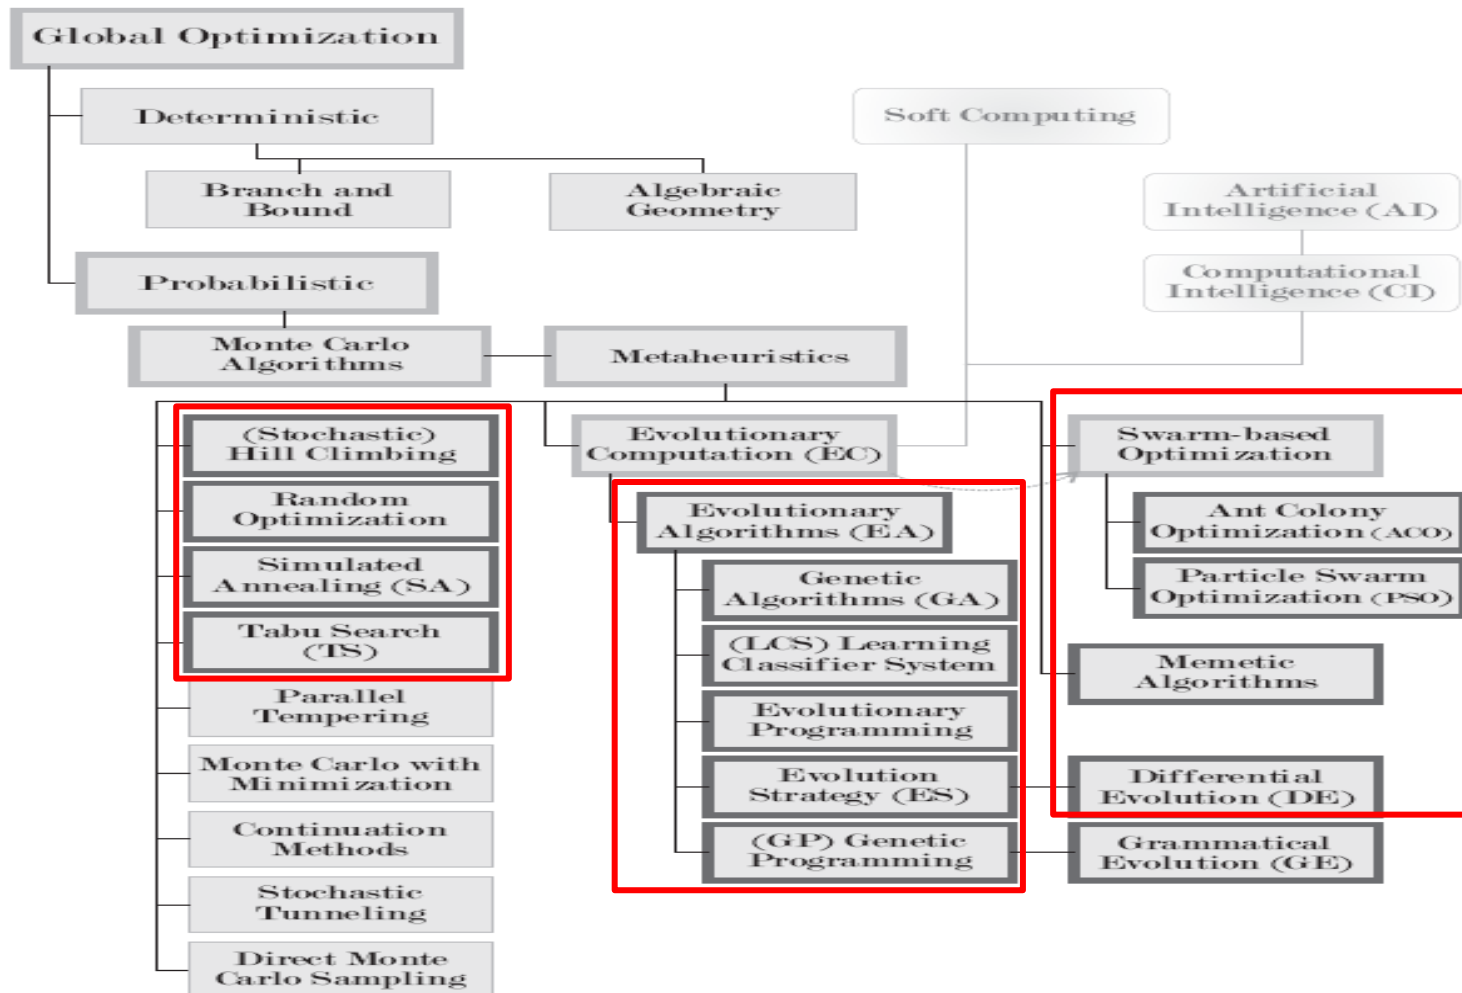 Global Optimization
Deterministic
Soft Computing
Branch and
Bound
Algebraic
Geometry
Artificial
Intelligence (AI)
Probabilistic
Computational
Intelligence (CI)
Monte Carlo
Algorithms
Metaheuristics
(Stochastic)
Hill Climbing
Random
Optimization
Simulated
Annealing (SA)
Tabu Search
(TS)
Parallel
Tempering
Monte Carlo with
Minimization
Continuation
Methods
Stochastic
Tunneling
Direct Monte
Carlo Sampling
Evolutionary
Computation (EC)
Evolutionary
Algorithms (EA)
Genetic
Algorithms (GA)
(LCS) Learning
Classifier System
Evolutionary
Programming
Evolution
Strategy (ES)
(GP) Genetic
Programming
Swarm-based
Optimization
Ant Colony
Optimization (ACO)
Particle Swarm
Optimization (PSO)
Memetic
Algorithms
Differential
Evolution (DE)
Grammatical
Evolution (GE)